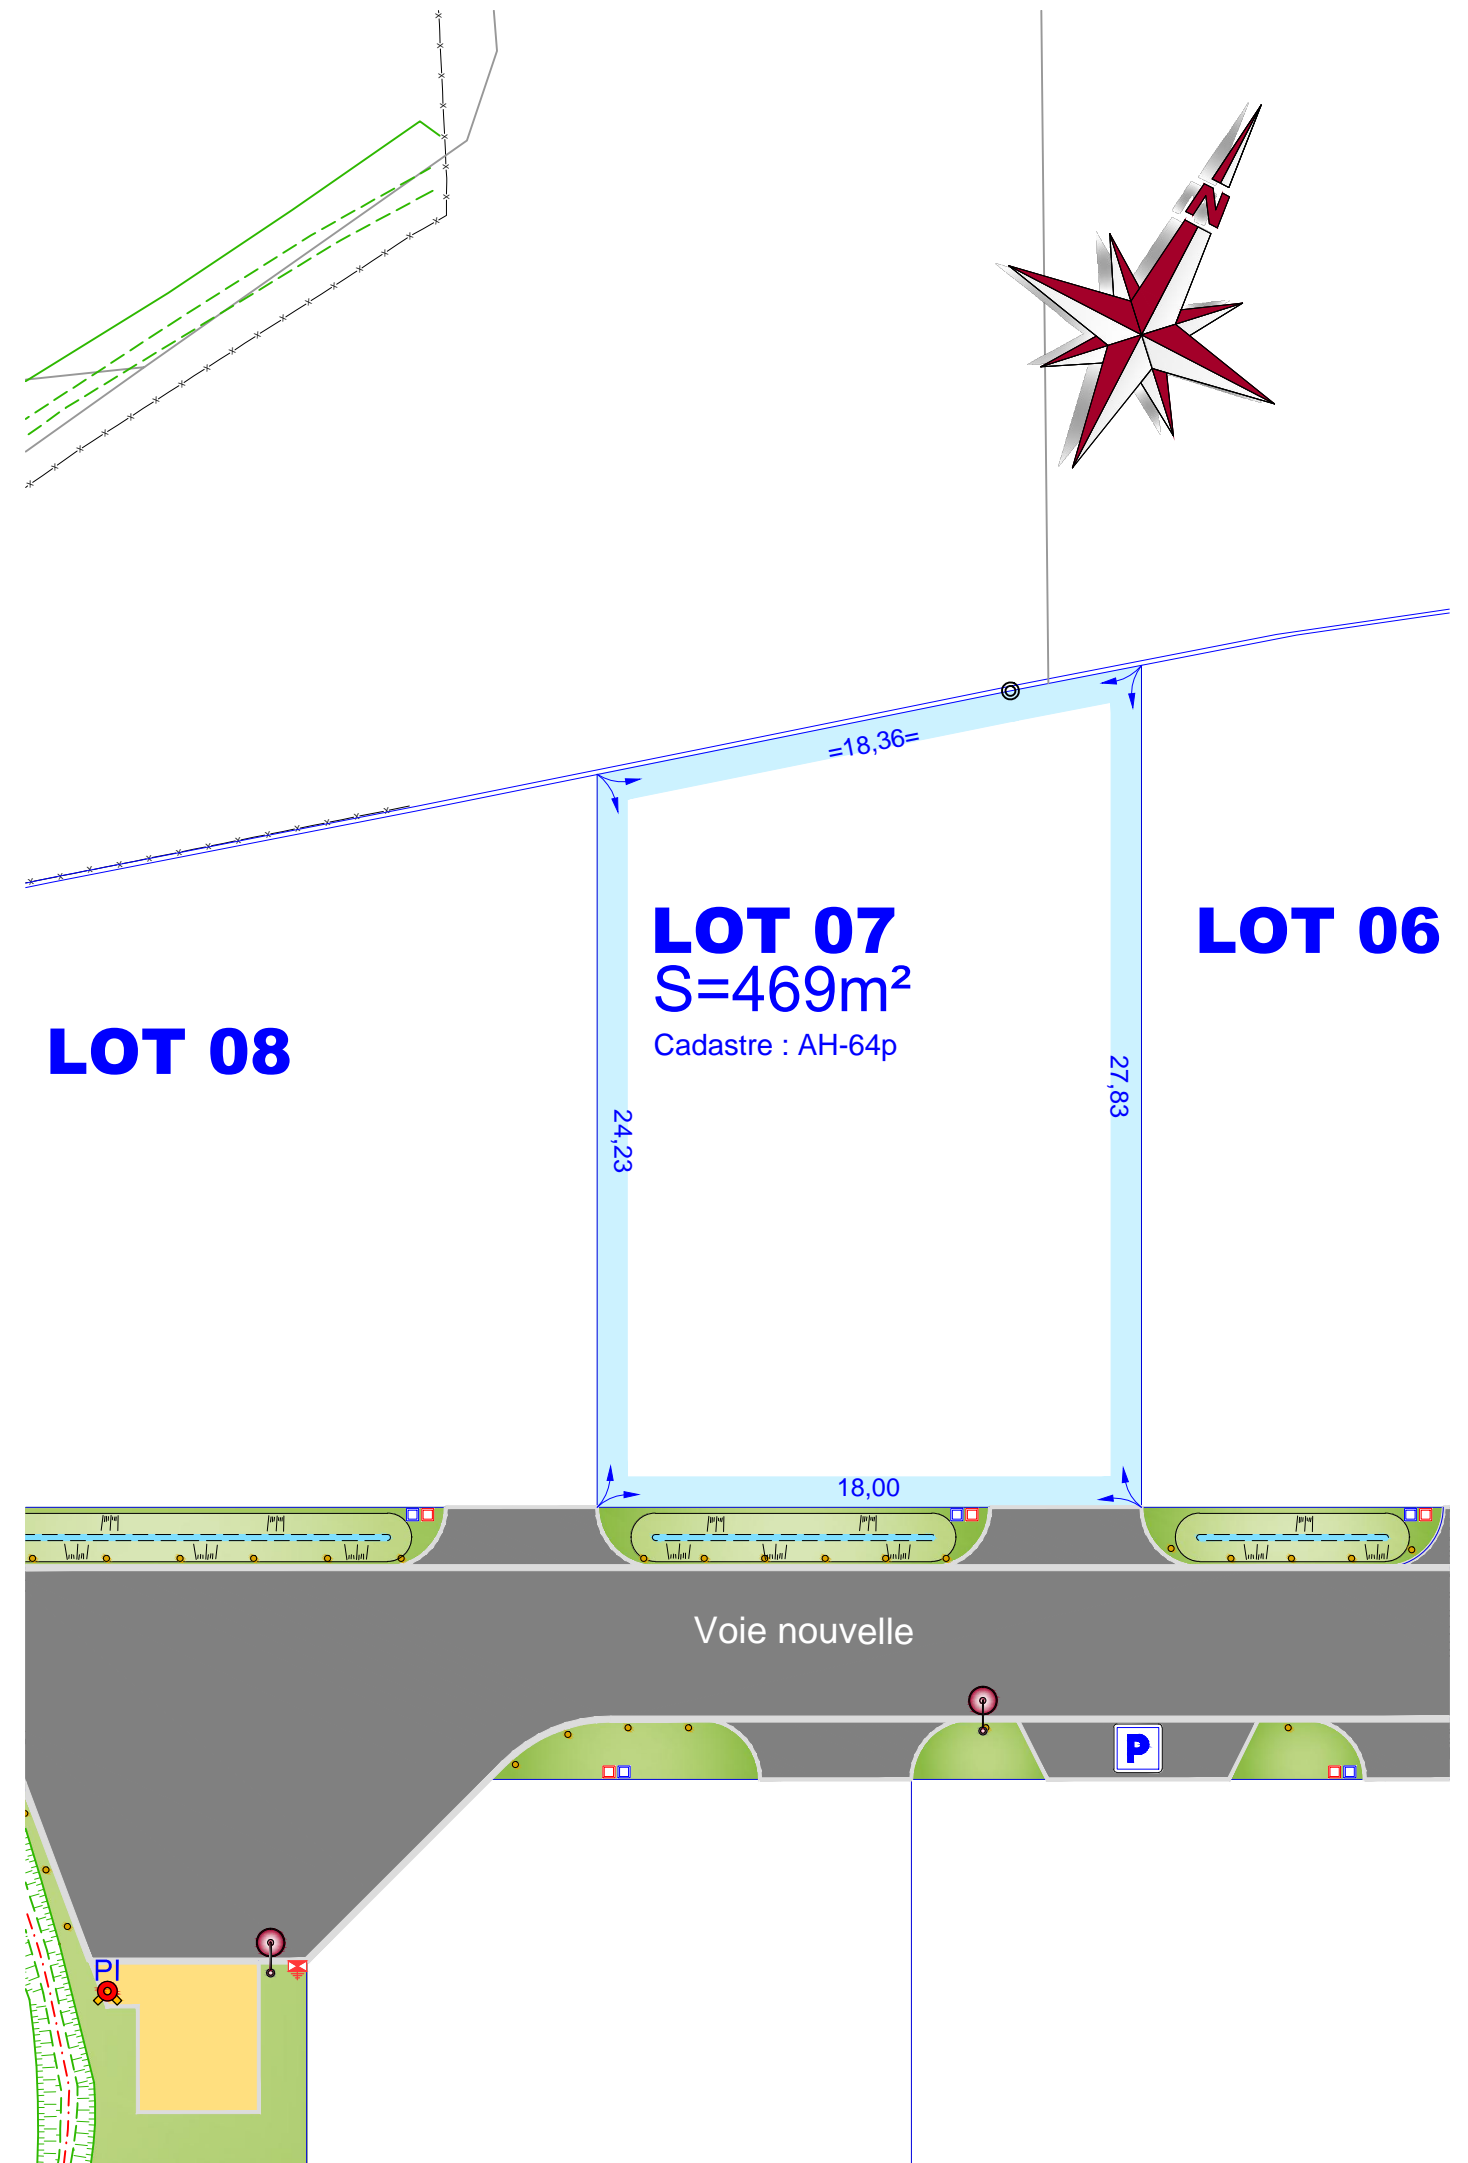 N
=18,36=
LOT 07
S=469m²
Cadastre : AH-64p
LOT 06
LOT 08
27,83
24,23
18,00
Voie nouvelle
P
PI